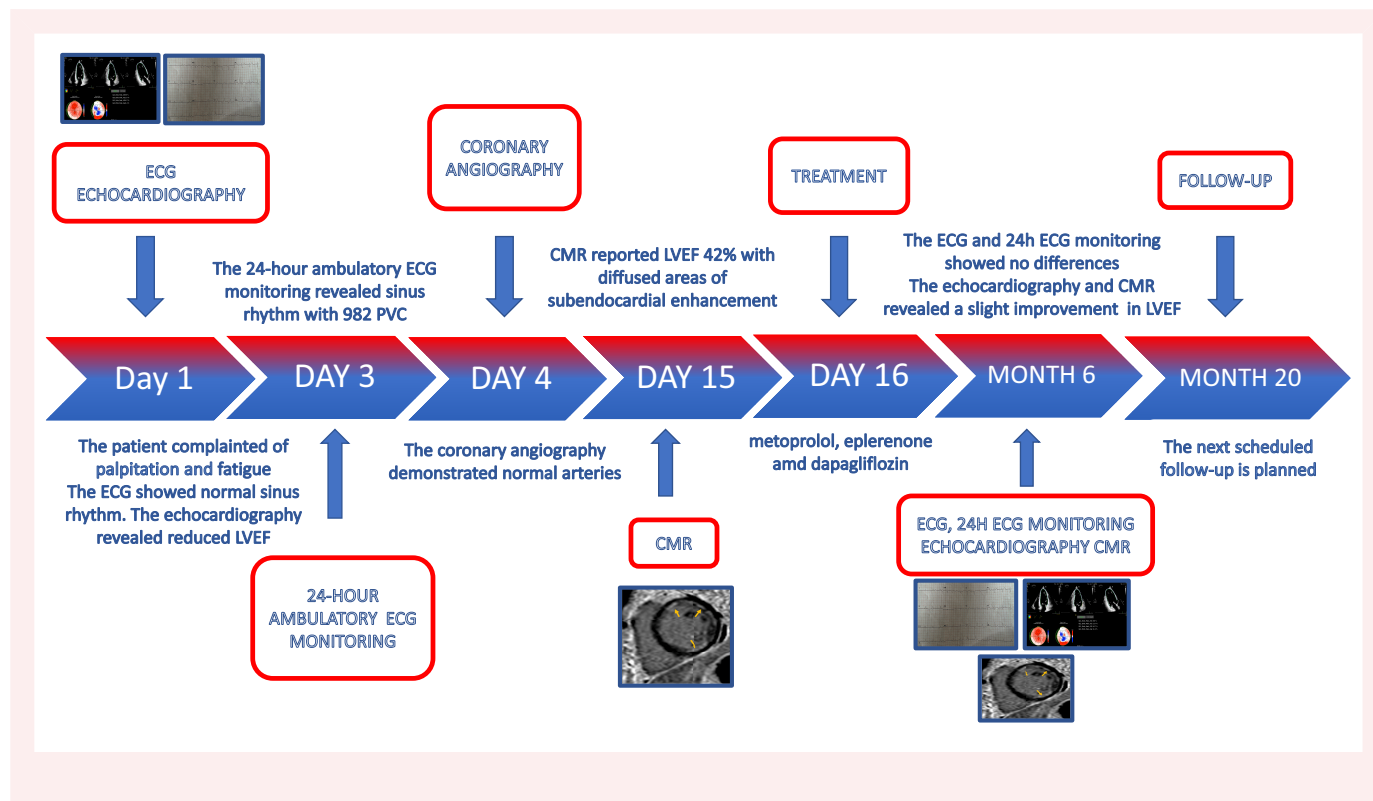 ECG
ECHOCARDIOGRAPHY
CORONARY
ANGIOGRAPHY
TREATMENT
FOLLOW-UP
The 24-hour ambulatory ECG
monitoring revealed sinus
rhythm with 982 PVC
CMR reported LVEF 42% with
diffused areas of
subendocardial enhancement
The ECG and 24h ECG monitoring
showed no differences
The echocardiography and CMR
revealed a slight improvement in LVEF
Day 1
DAY 3
DAY 4
DAY 15
DAY 16
MONTH 6
MONTH 20
The patient complainted of
palpitation and fatigue
The ECG showed normal sinus
rhythm. The echocardiography
revealed reduced LVEF
The coronary angiography
demonstrated normal arteries
metoprolol, eplerenone
amd dapagliflozin
The next scheduled
follow-up is planned
24-HOUR
AMBULATORY ECG
MONITORING
CMR
ECG, 24H ECG MONITORING
ECHOCARDIOGRAPHY CMR